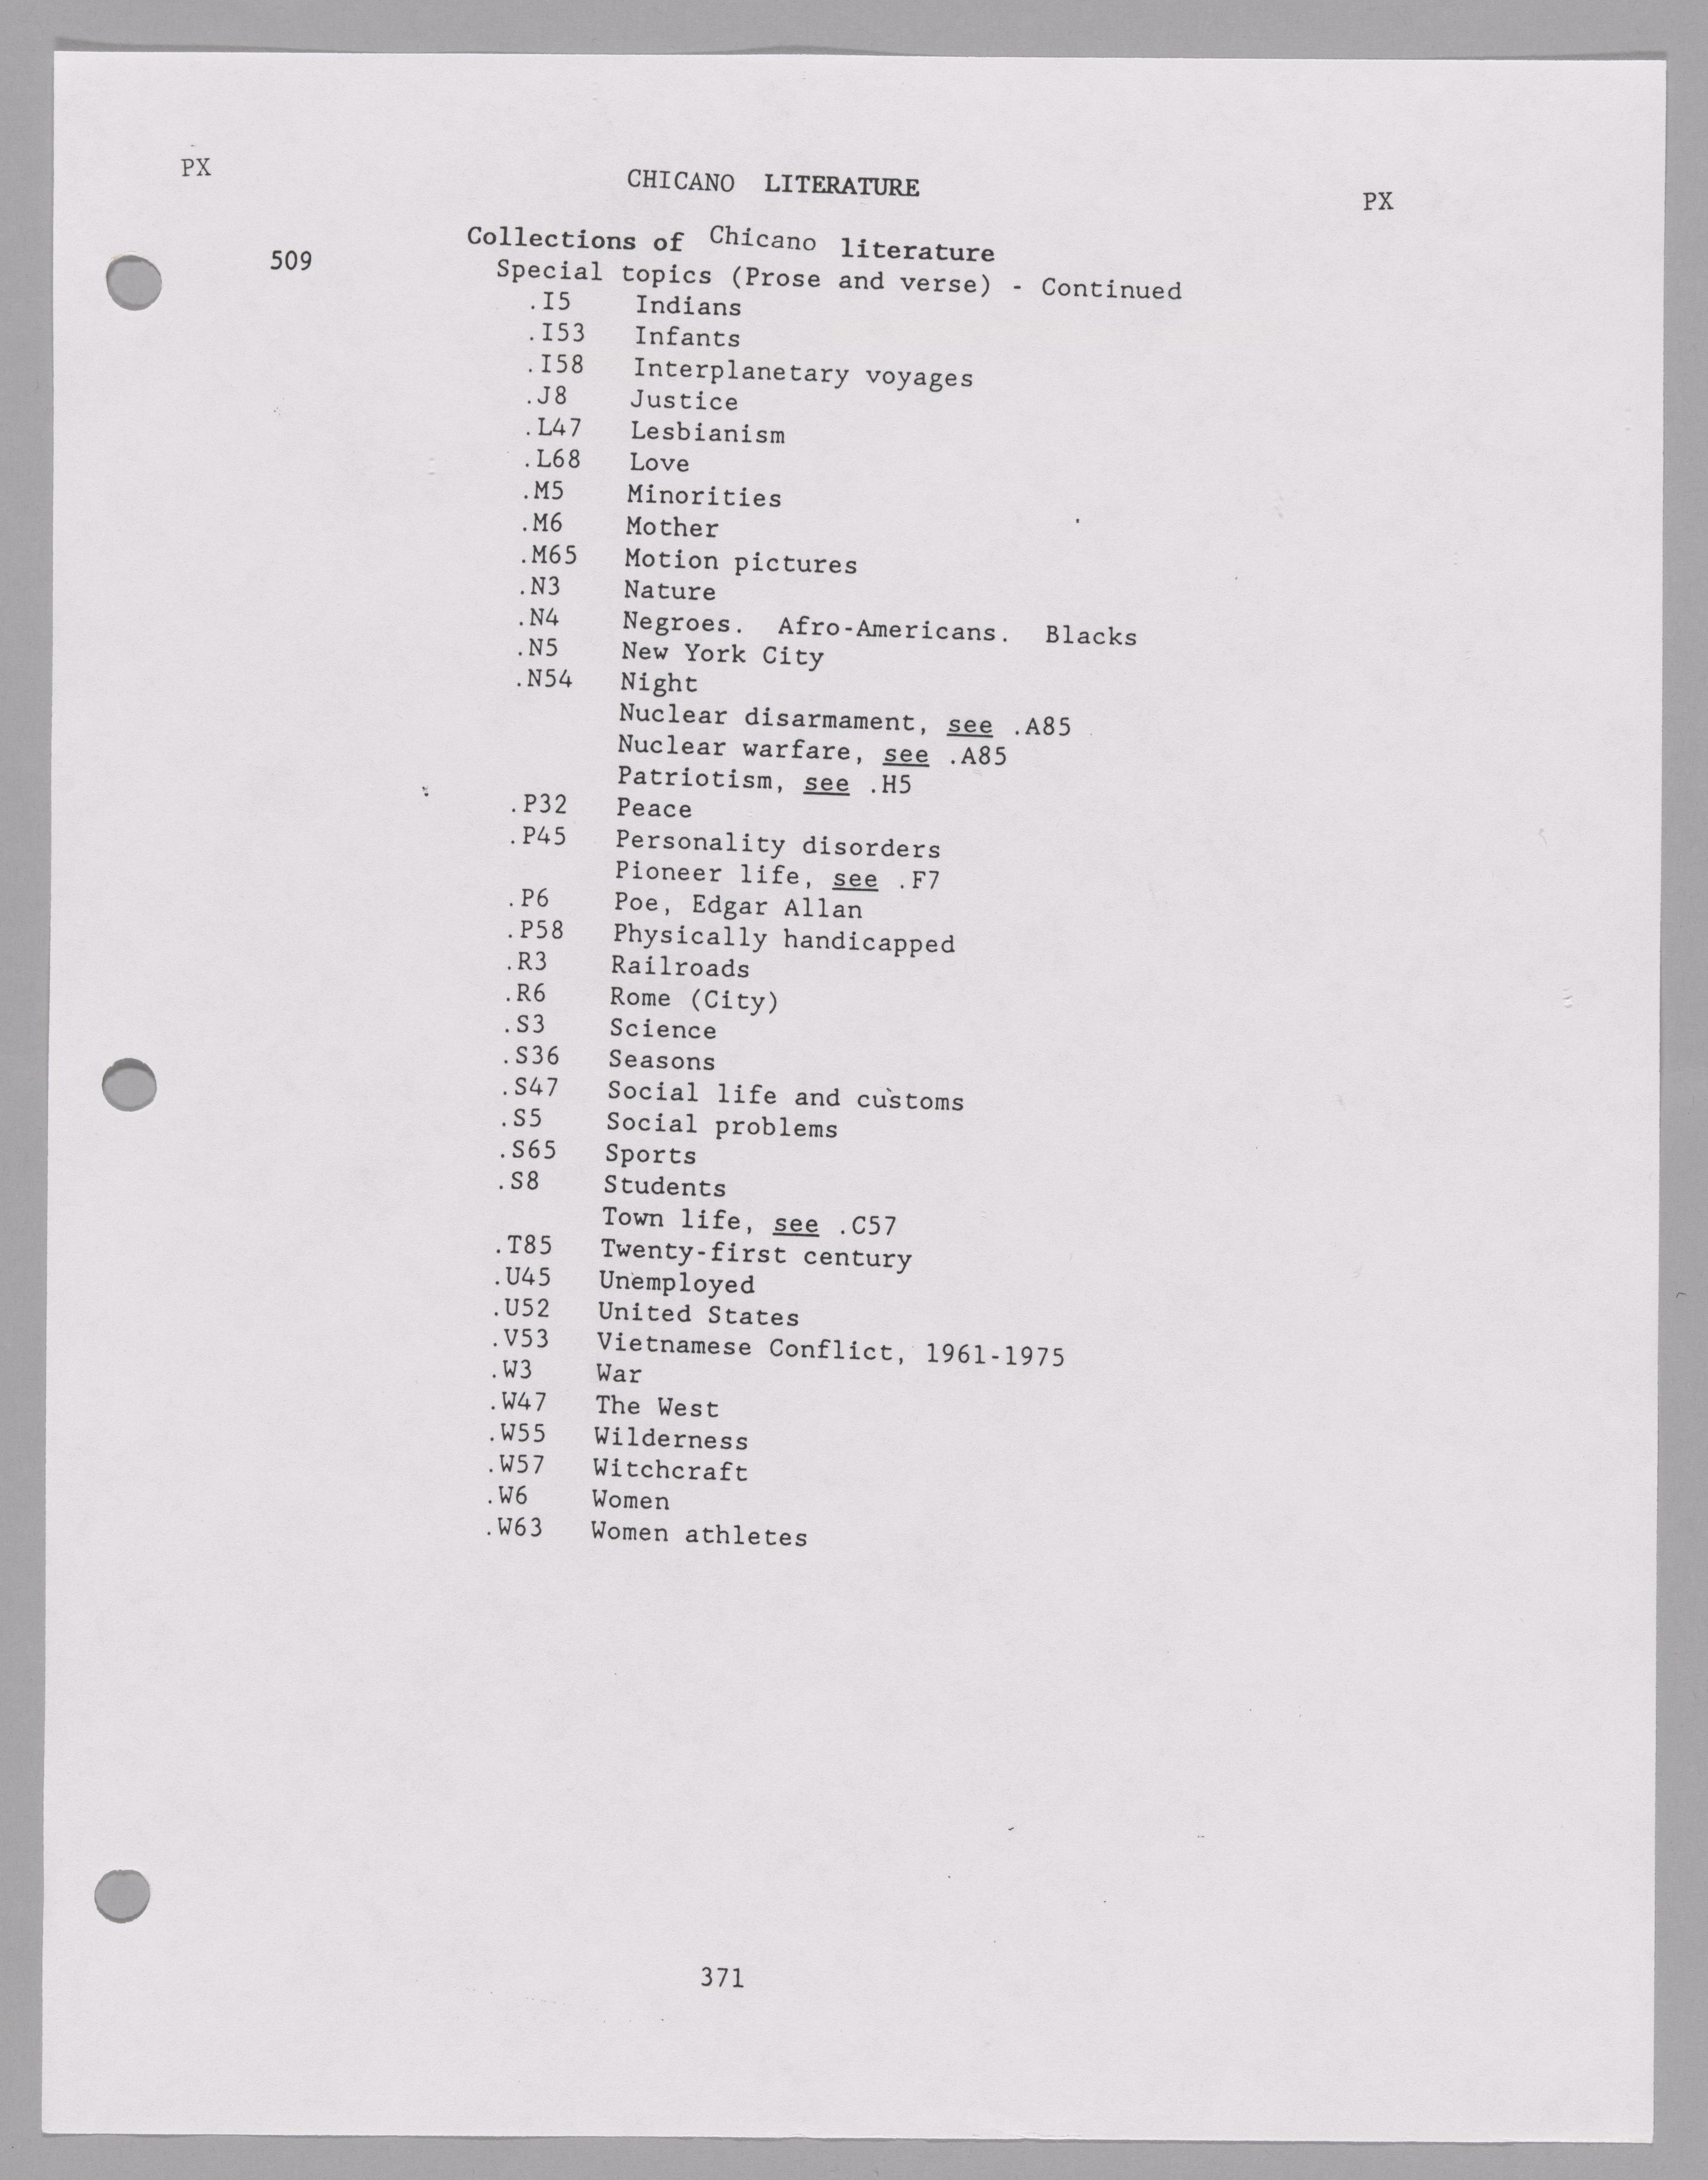 PX CHICANO LITERATURE PX
Collections of Chicano literature
509 Special topics (Prose and verse) - Continued
.I5 Indians
.I53 Infants
.I58 Interplanetary voyages
.J8 Justice
.L47 Lesbianism
.L68 Love
.M5 Minorities
.M6 Mother
.M65 Motion pictures
.N3 Nature
.N4 Negroes. Afro-Americans. Blacks
.N5 New York City
.N54 Night
Nuclear disarmament, see .A85
Nuclear warfare, see .A85
Patriotism, see .H5
.P32 Peace
.P45 Personality disorders
Pioneer life, see .F7
.P6 Poe, Edgar Allan
.P58 Physically handicapped
.R3 Railroads
.R6 Rome (City)
.S3 Science
.S36 Seasons
.S47 Social life and customs
.S5 Social problems
.S65 Sports
.S8 Students
Town life, see .C57
.T85 Twenty-first century
.U45 Unemployed
.U52 United States
.V53 Vietnamese Conflict, 1961-1975
.W3 War
.W47 The West
.W55 Wilderness
.W57 Witchcraft
.W6 Women
.W63 Women athletes
371